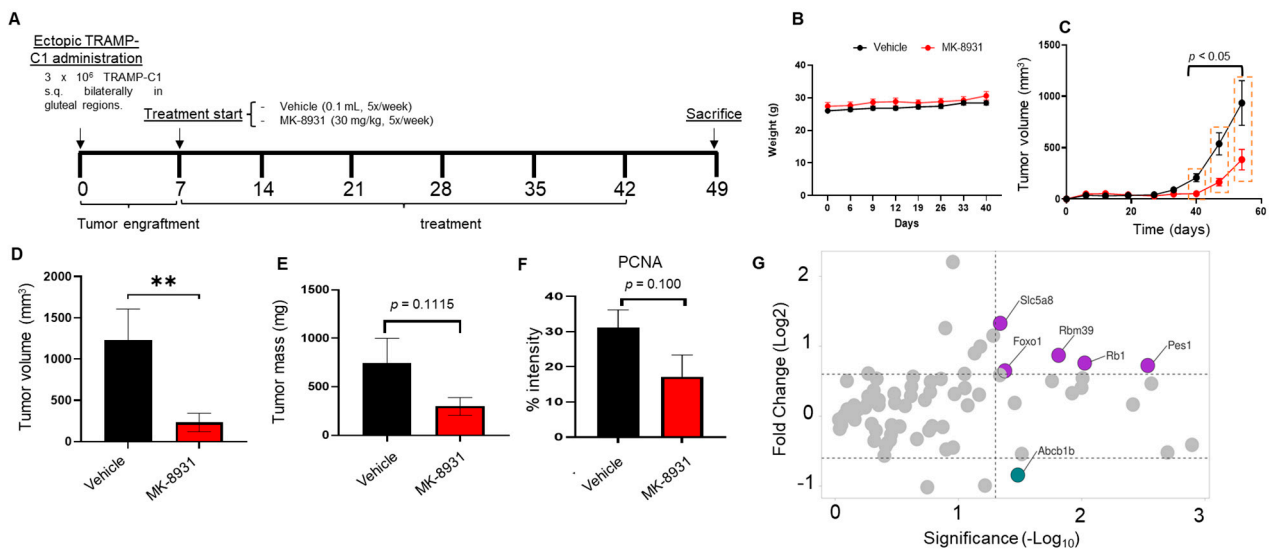 A
Ectopic TRAMP-
C1 administration
3 x 10⁶ TRAMP-C1
s.q. bilaterally in
gluteal regions.
Treatment start
- Vehicle (0.1 mL, 5x/week)
- MK-8931 (30 mg/kg, 5x/week)
Sacrifice
0 7 14 21 28 35 42 49
Tumor engraftment
treatment
B
Vehicle MK-8931
Weight (g)
40
30
20
10
0
0 6 9 12 19 26 33 40
Days
C
p < 0.05
Tumor volume (mm³)
1500
1000
500
0
0 20 40 60
Time (days)
D
Tumor volume (mm³)
2000
1500
1000
500
0
**
Vehicle
MK-8931
E
Tumor mass (mg)
1500
1000
500
0
p = 0.1115
Vehicle
MK-8931
F
PCNA
p = 0.100
% intensity
40
30
20
10
0
Vehicle
MK-8931
G
Fold Change (Log2)
2
1
0
-1
Slc5a8
Foxo1
Rbm39
Rb1
Pes1
Abcb1b
0 1 2 3
Significance (-Log₁₀)